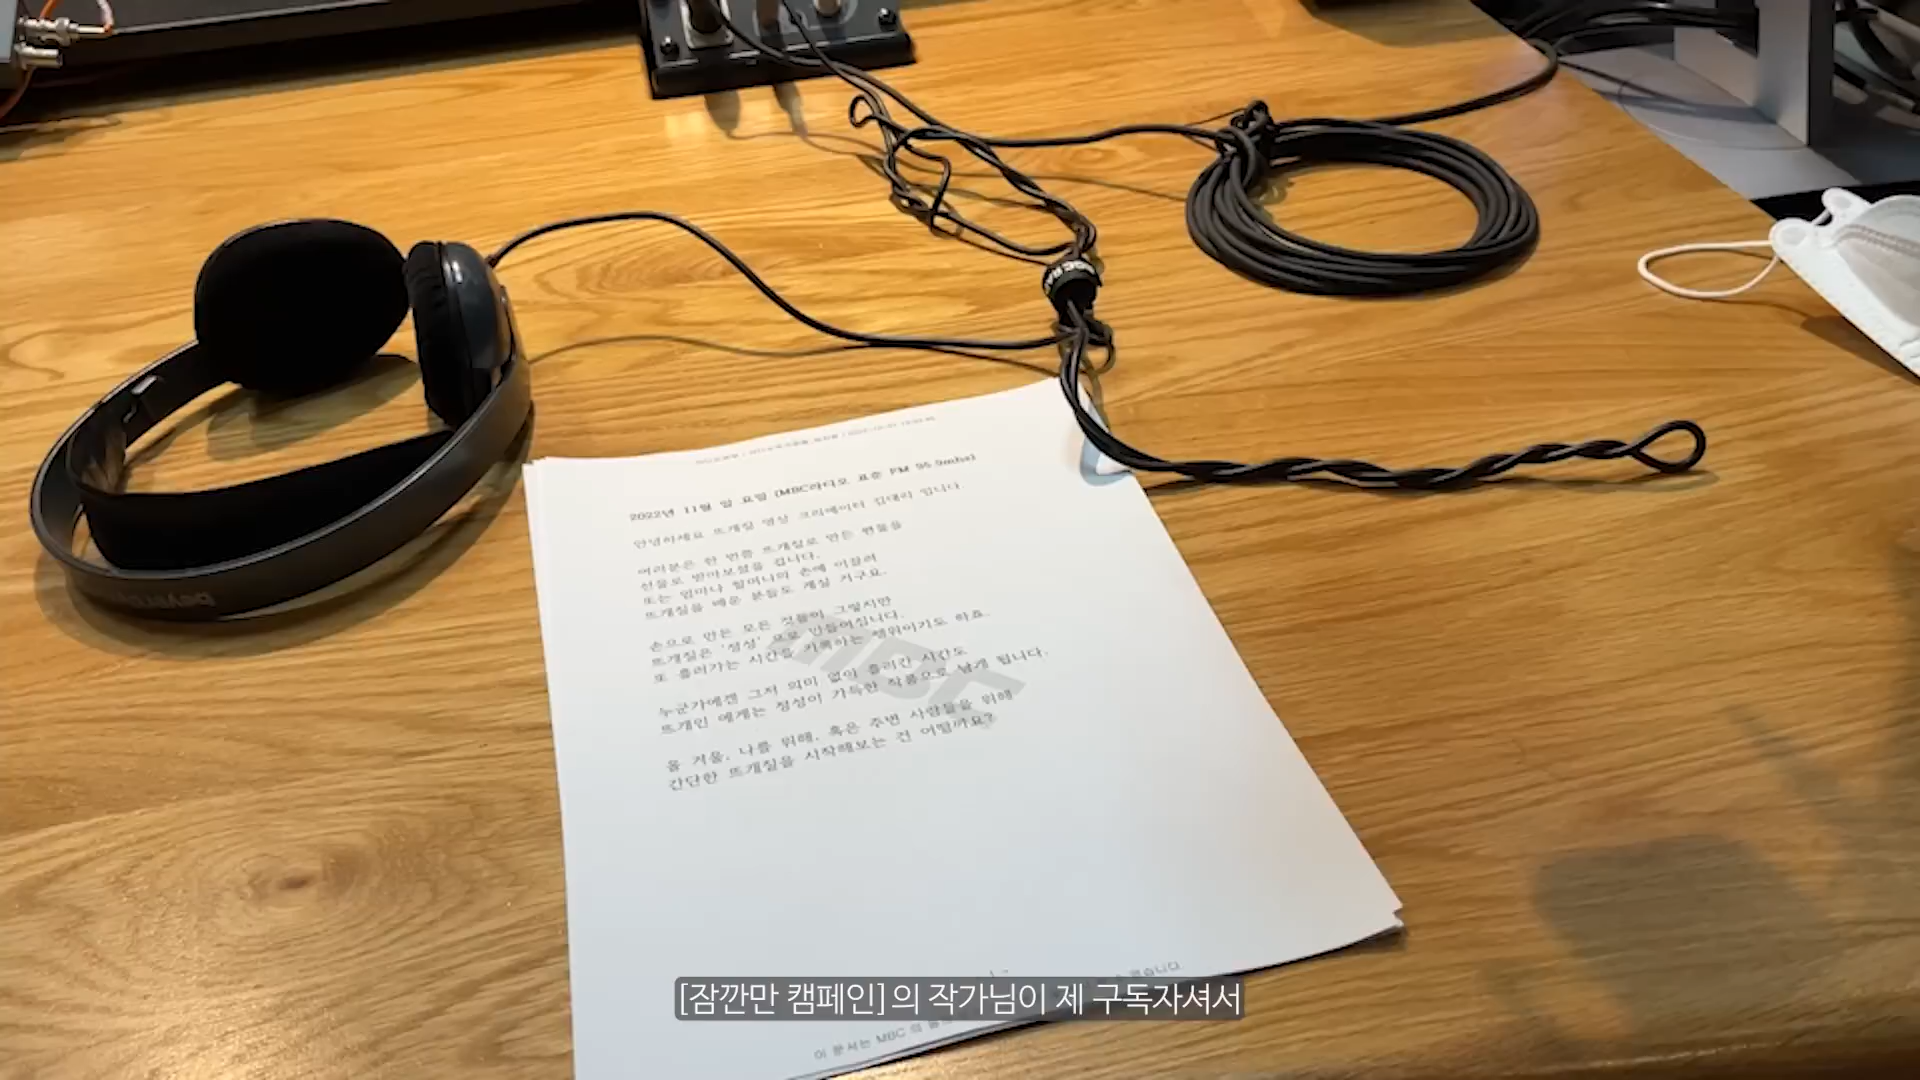 2022년 11월 일 요일 (MBC라디오 표준 FM 95.9mhz)
안녕하세요 뜨개질 영상 크리에이터 김대리 입니다.
여러분은 한 번쯤 뜨개질로 만든 편물을
선물로 받아보셨을 겁니다.
또는 엄마나 할머니의 손에 이끌려
뜨개질을 배운 분들도 계실 거구요.
손으로 만든 모든 것들이 그렇지만
뜨개질은 '정성' 으로 만들어집니다.
또 흘러가는 시간을 기록하는 행위이기도 하죠.
누군가에겐 그저 의미 없이 흘러간 시간도
뜨개인 에게는 정성이 가득한 작품으로 남게 됩니다.
올 겨울, 나를 위해, 혹은 주변 사람들을 위해
간단한 뜨개질을 시작해보는 건 어떨까요?
MBC
[잠깐만 캠페인]의 작가님이 제 구독자셔서
이 문서는 MBC 의